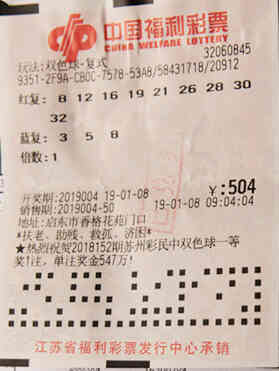 中国福利彩票
CHINA WELFARE LOTTERY
32060845
玩法:双色球-复式
9351-2F9A-CB0C-7578-53A8/58431718/20912
红复: 8 12 16 19 21 26 28 30
32
蓝复: 3 5 8
倍数:1
开奖期:2019004 19-01-08 ¥:504
销售期:2019004-50 19-01-08 09:04:04
地址:启东市香格花苑门口
*扶老、助残、救孤、济困*
★热烈祝贺2018152期苏州彩民中双色球一等
奖1注,单注奖金547万!
江苏省福利彩票发行中心承销